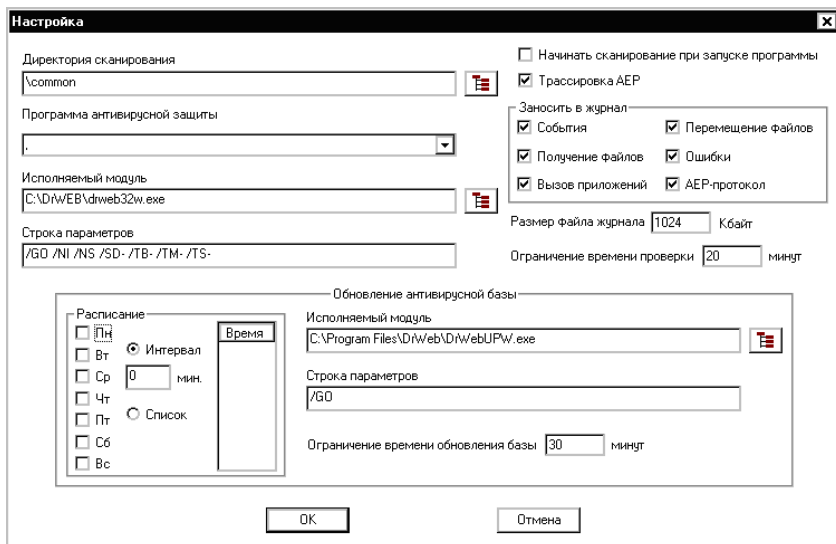 Настройка
Директория сканирования
\common
Программа антивирусной защиты
.
Исполняемый модуль
C:\DrWEB\drweb32w.exe
Строка параметров
/GO /NI /NS /SD- /TB- /TM- /TS-
Начинать сканирование при запуске программы
Трассировка AEP
Заносить в журнал
События
Перемещение файлов
Получение файлов
Ошибки
Вызов приложений
AEP-протокол
Размер файла журнала 1024 Кбайт
Ограничение времени проверки 20 минут
Обновление антивирусной базы
Расписание
Пн
Вт
Ср
Чт
Пт
Сб
Вс
Интервал
0 мин.
Список
Время
Исполняемый модуль
C:\Program Files\DrWeb\DrWebUPW.exe
Строка параметров
/GO
Ограничение времени обновления базы 30 минут
OK
Отмена